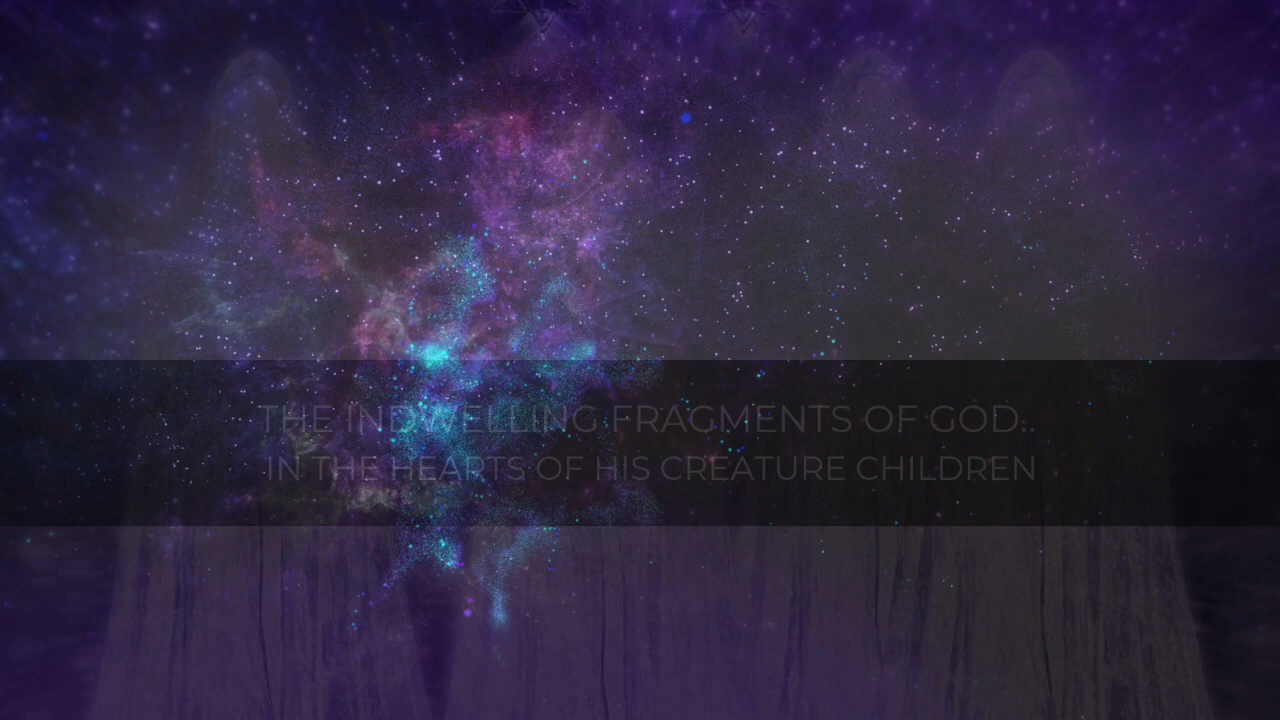 THE INDWELLING FRAGMENTS OF GOD..
IN THE HEARTS OF HIS CREATURE CHILDREN